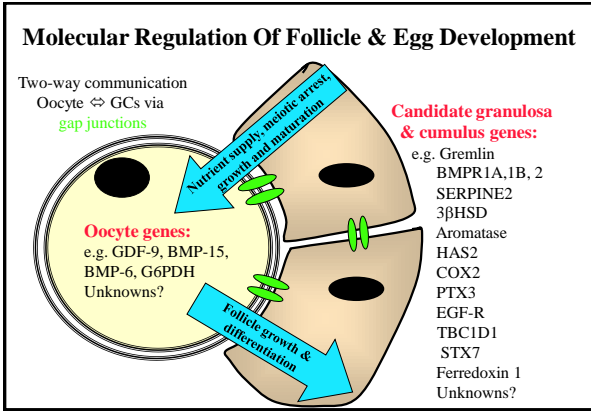 Molecular Regulation Of Follicle & Egg Development
Two-way communication
Oocyte ⇔ GCs via
gap junctions
Nutrient supply, meiotic arrest,
growth and maturation
Oocyte genes:
e.g. GDF-9, BMP-15,
BMP-6, G6PDH
Unknowns?
Follicle growth &
differentiation
Candidate granulosa
& cumulus genes:
e.g. Gremlin
BMPR1A,1B, 2
SERPINE2
3βHSD
Aromatase
HAS2
COX2
PTX3
EGF-R
TBC1D1
STX7
Ferredoxin 1
Unknowns?